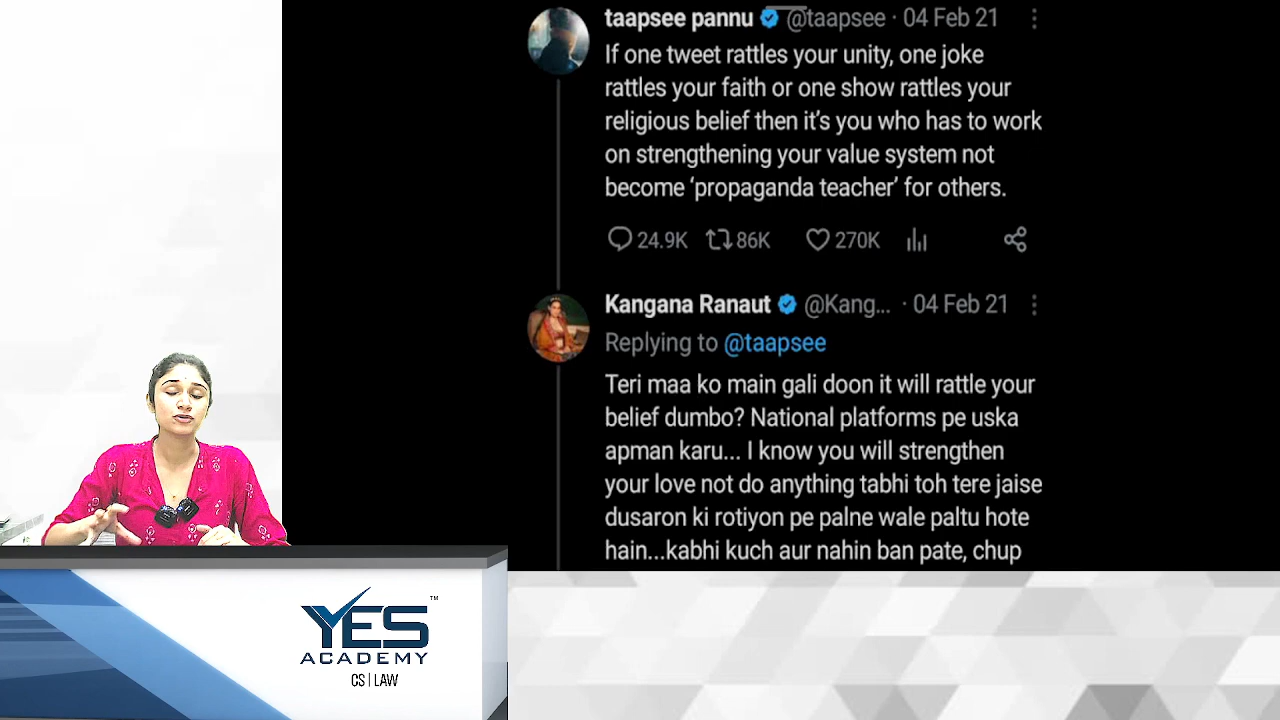 taapsee pannu @taapsee · 04 Feb 21
If one tweet rattles your unity, one joke
rattles your faith or one show rattles your
religious belief then it's you who has to work
on strengthening your value system not
become ‘propaganda teacher’ for others.
24.9K 86K 270K
Kangana Ranaut @Kang... · 04 Feb 21
Replying to @taapsee
Teri maa ko main gali doon it will rattle your
belief dumbo? National platforms pe uska
apman karu... I know you will strengthen
your love not do anything tabhi toh tere jaise
dusaron ki rotiyon pe palne wale paltu hote
hain...kabhi kuch aur nahin ban pate, chup
YES™
ACADEMY
CS | LAW